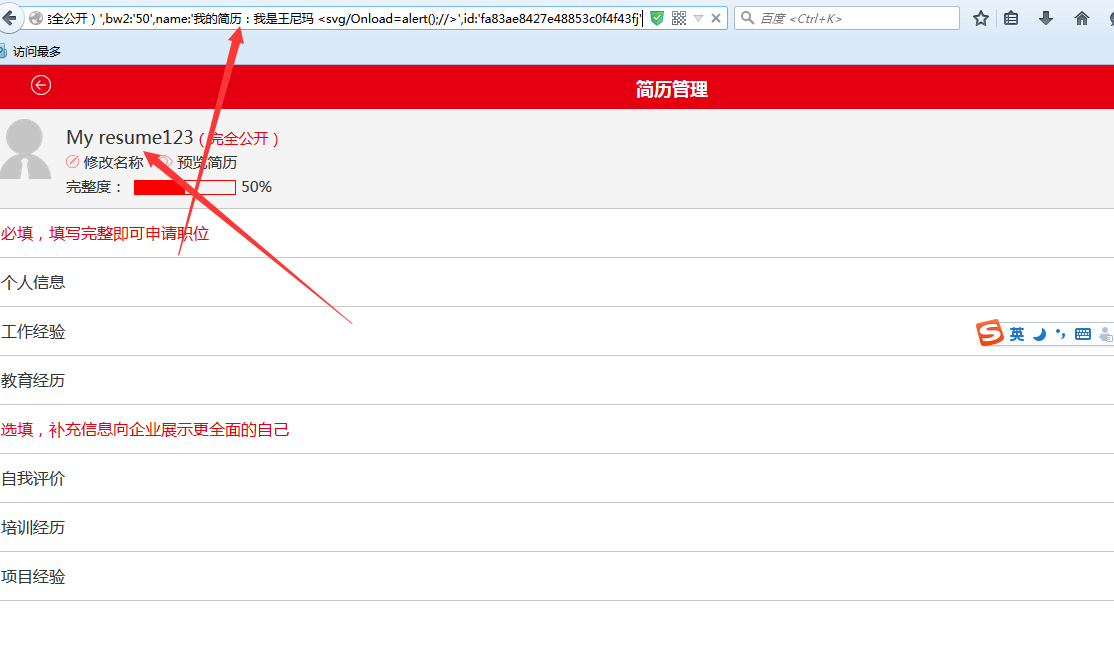 完全公开）',bw2:'50',name:'我的简历：我是王尼玛 <svg/Onload=alert();//>',id:'fa83ae8427e48853c0f4f43fj'
百度 <Ctrl+K>
访问最多
简历管理
My resume123（完全公开）
修改名称 预览简历
完整度： 50%
必填，填写完整即可申请职位
个人信息
工作经验
英
教育经历
选填，补充信息向企业展示更全面的自己
自我评价
培训经历
项目经验